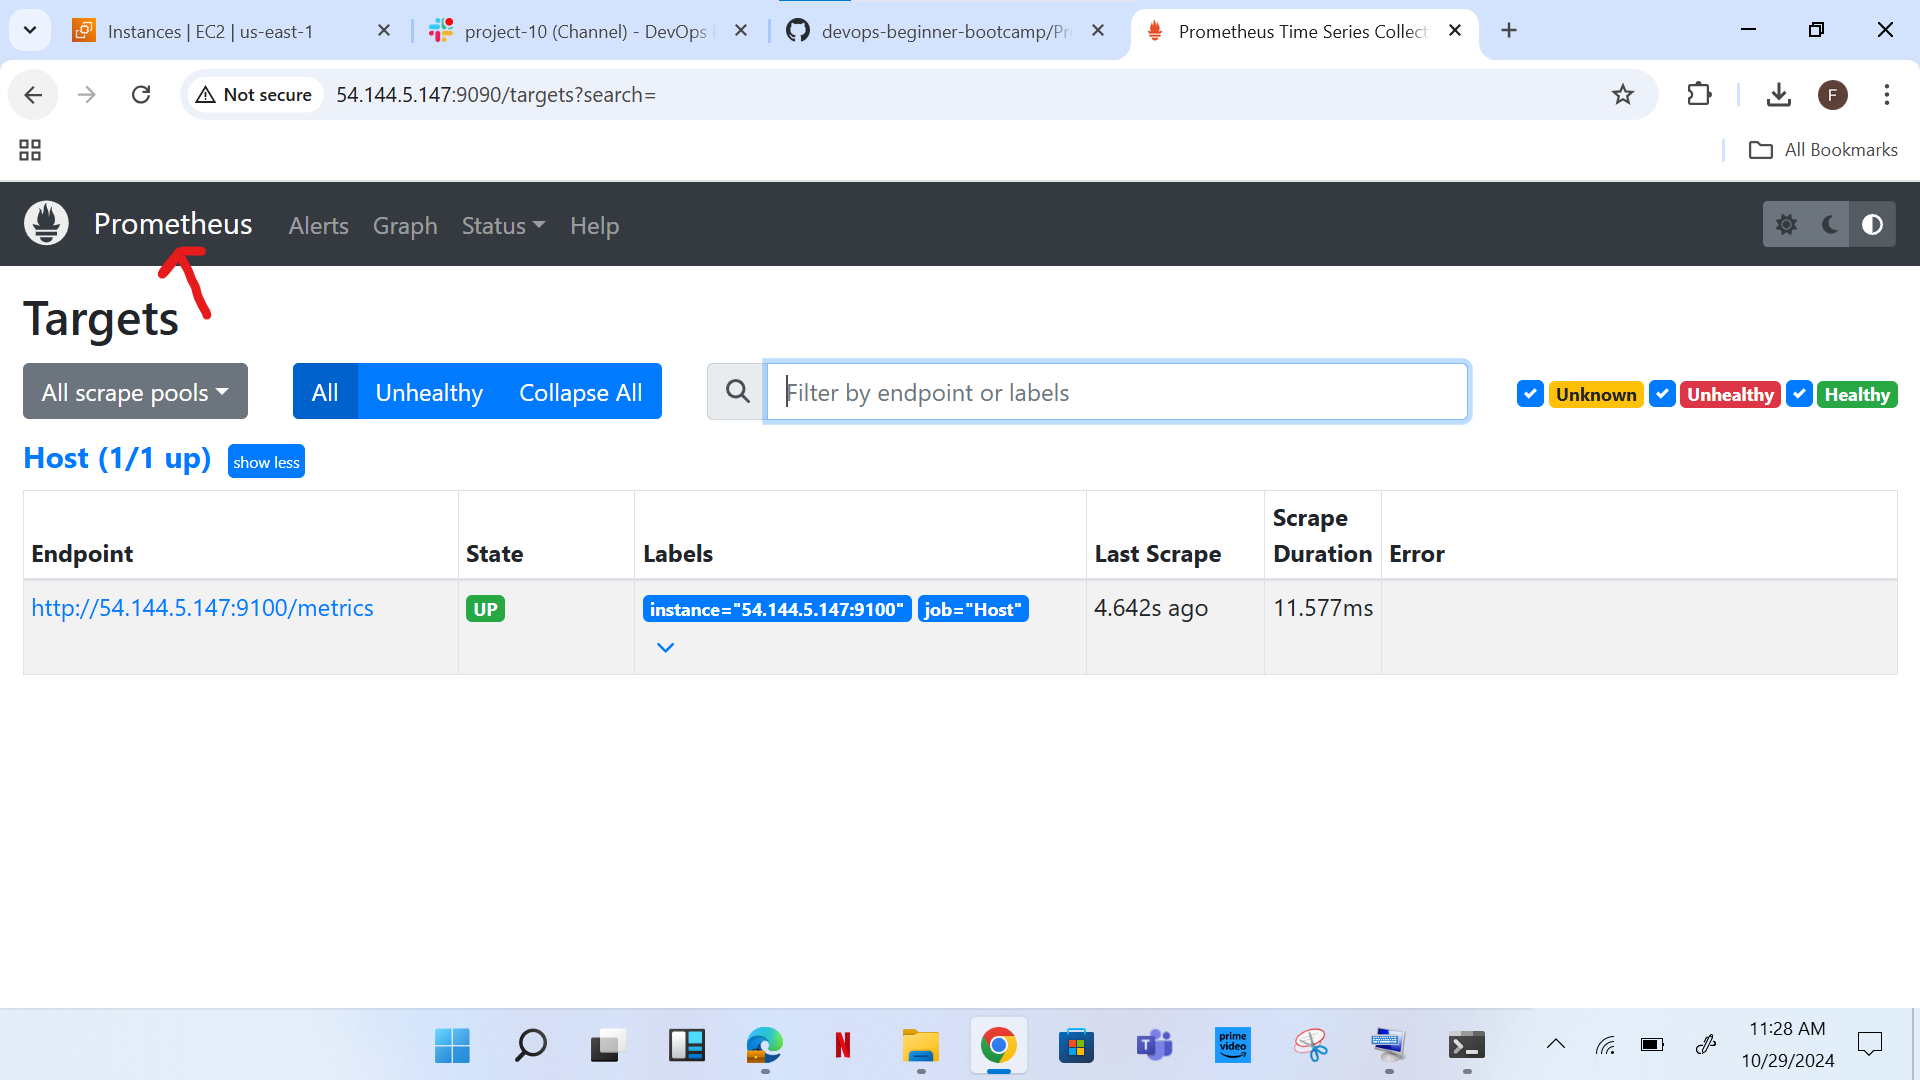 Instances | EC2 | us-east-1
project-10 (Channel) - DevOps
devops-beginner-bootcamp/Pr
Prometheus Time Series Collect
Not secure
54.144.5.147:9090/targets?search=
F
All Bookmarks
Prometheus
Alerts
Graph
Status
Help
Targets
All scrape pools
All
Unhealthy
Collapse All
Filter by endpoint or labels
Unknown
Unhealthy
Healthy
Host (1/1 up)
show less
Endpoint
State
Labels
Last Scrape
Scrape
Duration
Error
http://54.144.5.147:9100/metrics
UP
instance="54.144.5.147:9100"
job="Host"
4.642s ago
11.577ms
N
T
prime
video
11:28 AM
10/29/2024